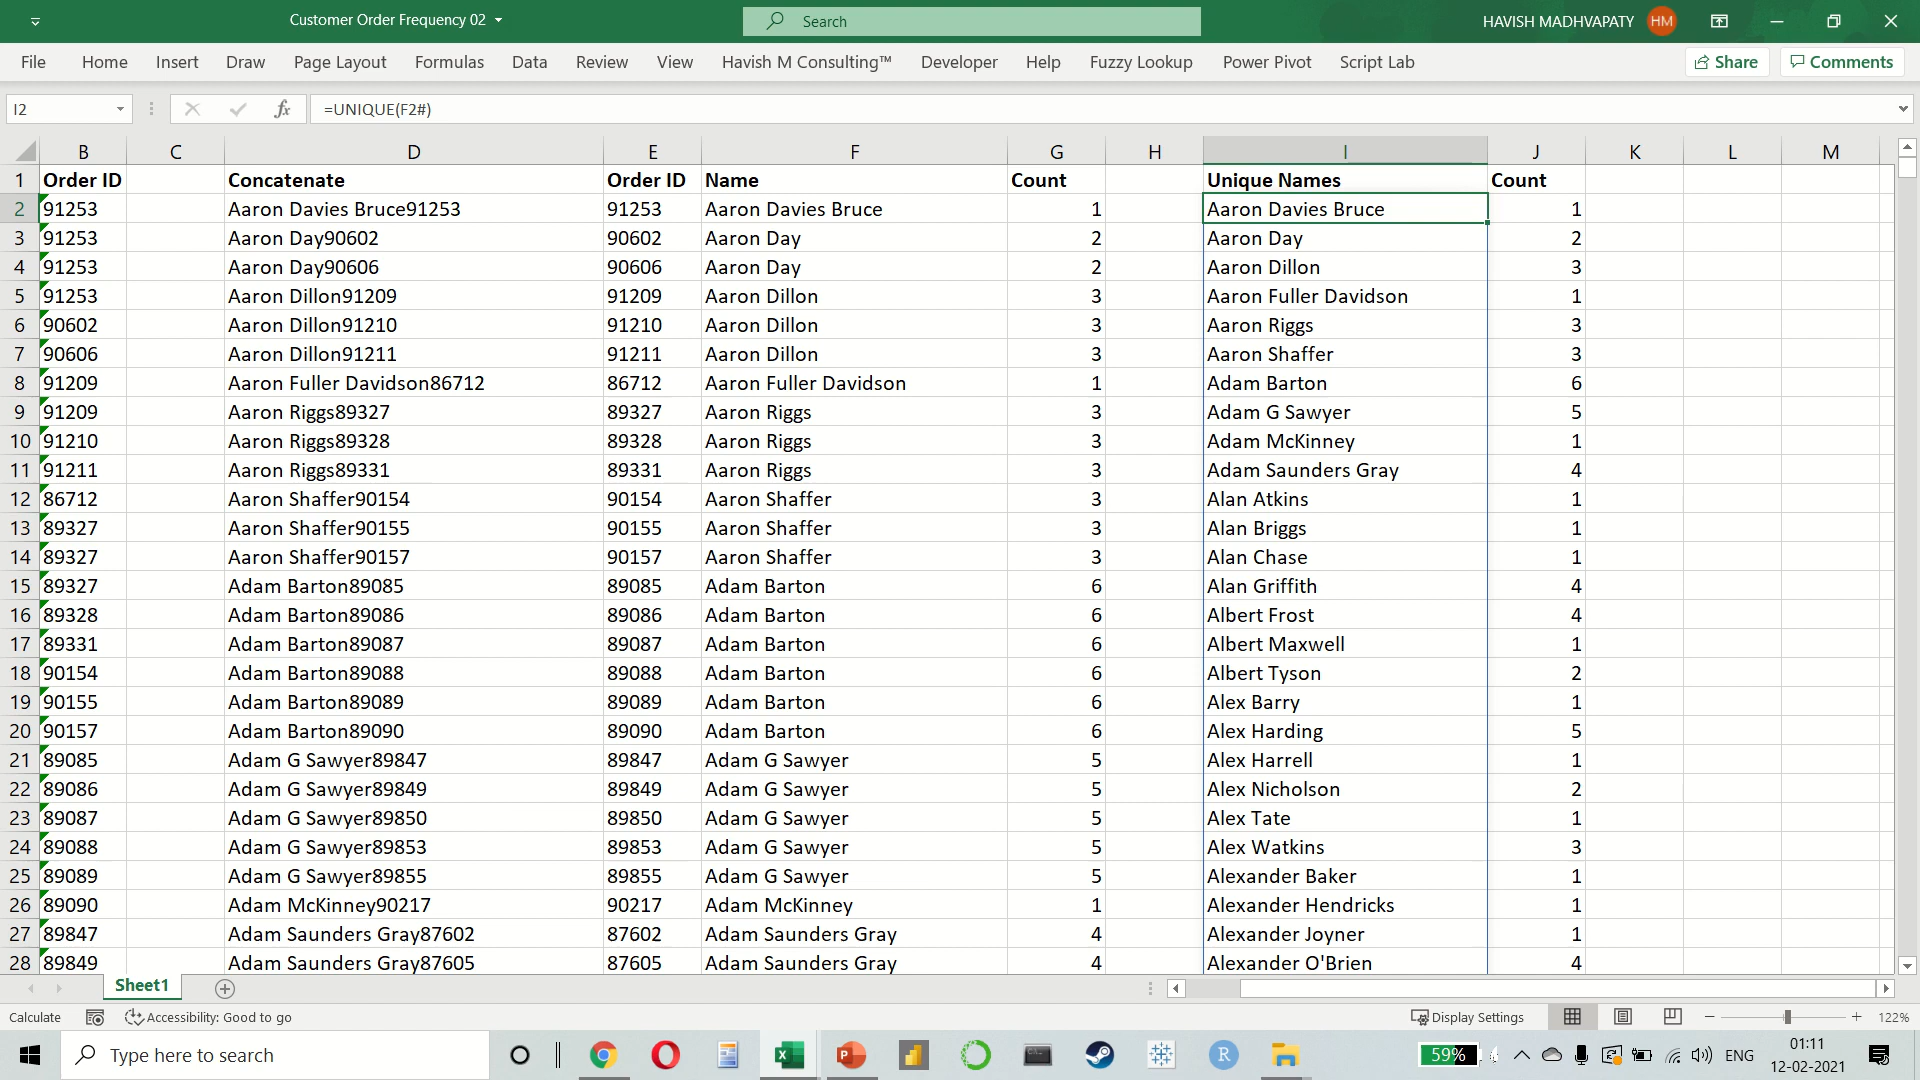 Customer Order Frequency 02
Search
HAVISH MADHVAPATY HM
File Home Insert Draw Page Layout Formulas Data Review View Havish M Consulting™ Developer Help Fuzzy Lookup Power Pivot Script Lab Share Comments
I2 fx =UNIQUE(F2#)
B C D E F G H I J K L M
1 Order ID Concatenate Order ID Name Count Unique Names Count
2 91253 Aaron Davies Bruce91253 91253 Aaron Davies Bruce 1 Aaron Davies Bruce 1
3 91253 Aaron Day90602 90602 Aaron Day 2 Aaron Day 2
4 91253 Aaron Day90606 90606 Aaron Day 2 Aaron Dillon 3
5 91253 Aaron Dillon91209 91209 Aaron Dillon 3 Aaron Fuller Davidson 1
6 90602 Aaron Dillon91210 91210 Aaron Dillon 3 Aaron Riggs 3
7 90606 Aaron Dillon91211 91211 Aaron Dillon 3 Aaron Shaffer 3
8 91209 Aaron Fuller Davidson86712 86712 Aaron Fuller Davidson 1 Adam Barton 6
9 91209 Aaron Riggs89327 89327 Aaron Riggs 3 Adam G Sawyer 5
10 91210 Aaron Riggs89328 89328 Aaron Riggs 3 Adam McKinney 1
11 91211 Aaron Riggs89331 89331 Aaron Riggs 3 Adam Saunders Gray 4
12 86712 Aaron Shaffer90154 90154 Aaron Shaffer 3 Alan Atkins 1
13 89327 Aaron Shaffer90155 90155 Aaron Shaffer 3 Alan Briggs 1
14 89327 Aaron Shaffer90157 90157 Aaron Shaffer 3 Alan Chase 1
15 89327 Adam Barton89085 89085 Adam Barton 6 Alan Griffith 4
16 89328 Adam Barton89086 89086 Adam Barton 6 Albert Frost 4
17 89331 Adam Barton89087 89087 Adam Barton 6 Albert Maxwell 1
18 90154 Adam Barton89088 89088 Adam Barton 6 Albert Tyson 2
19 90155 Adam Barton89089 89089 Adam Barton 6 Alex Barry 1
20 90157 Adam Barton89090 89090 Adam Barton 6 Alex Harding 5
21 89085 Adam G Sawyer89847 89847 Adam G Sawyer 5 Alex Harrell 1
22 89086 Adam G Sawyer89849 89849 Adam G Sawyer 5 Alex Nicholson 2
23 89087 Adam G Sawyer89850 89850 Adam G Sawyer 5 Alex Tate 1
24 89088 Adam G Sawyer89853 89853 Adam G Sawyer 5 Alex Watkins 3
25 89089 Adam G Sawyer89855 89855 Adam G Sawyer 5 Alexander Baker 1
26 89090 Adam McKinney90217 90217 Adam McKinney 1 Alexander Hendricks 1
27 89847 Adam Saunders Gray87602 87602 Adam Saunders Gray 4 Alexander Joyner 1
28 89849 Adam Saunders Gray87605 87605 Adam Saunders Gray 4 Alexander O'Brien 4
Sheet1
Calculate Accessibility: Good to go Display Settings 122%
Type here to search 59% ENG 01:11
12-02-2021